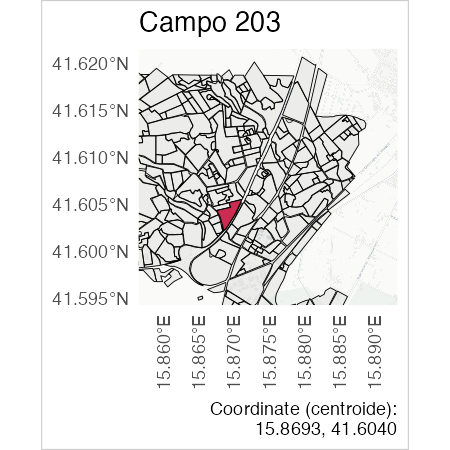 Campo 203
41.620°N
41.615°N
41.610°N
41.605°N
41.600°N
41.595°N
15.860°E
15.865°E
15.870°E
15.875°E
15.880°E
15.885°E
15.890°E
Coordinate (centroide):
15.8693, 41.6040